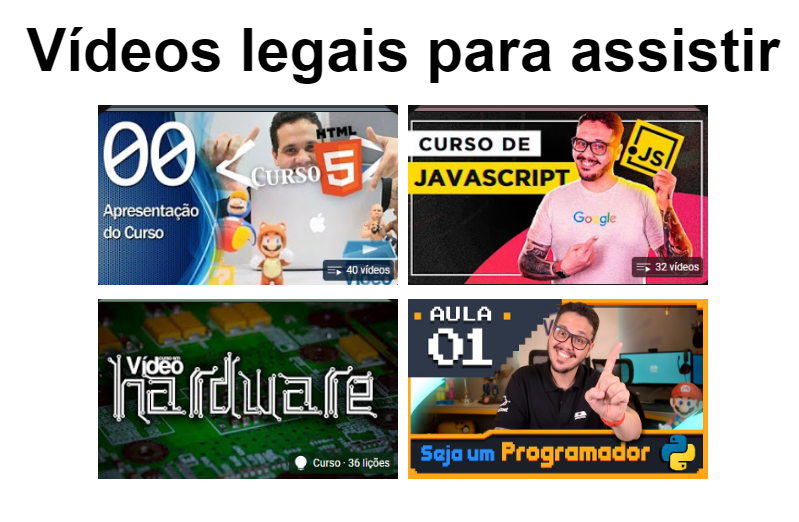 Vídeos legais para assistir
00
Apresentação
do Curso
HTML
5
CURSO
40 vídeos
CURSO DE
JAVASCRIPT
JS
Google
32 vídeos
Vídeo
hardware
Curso · 36 lições
AULA
01
Seja um Programador